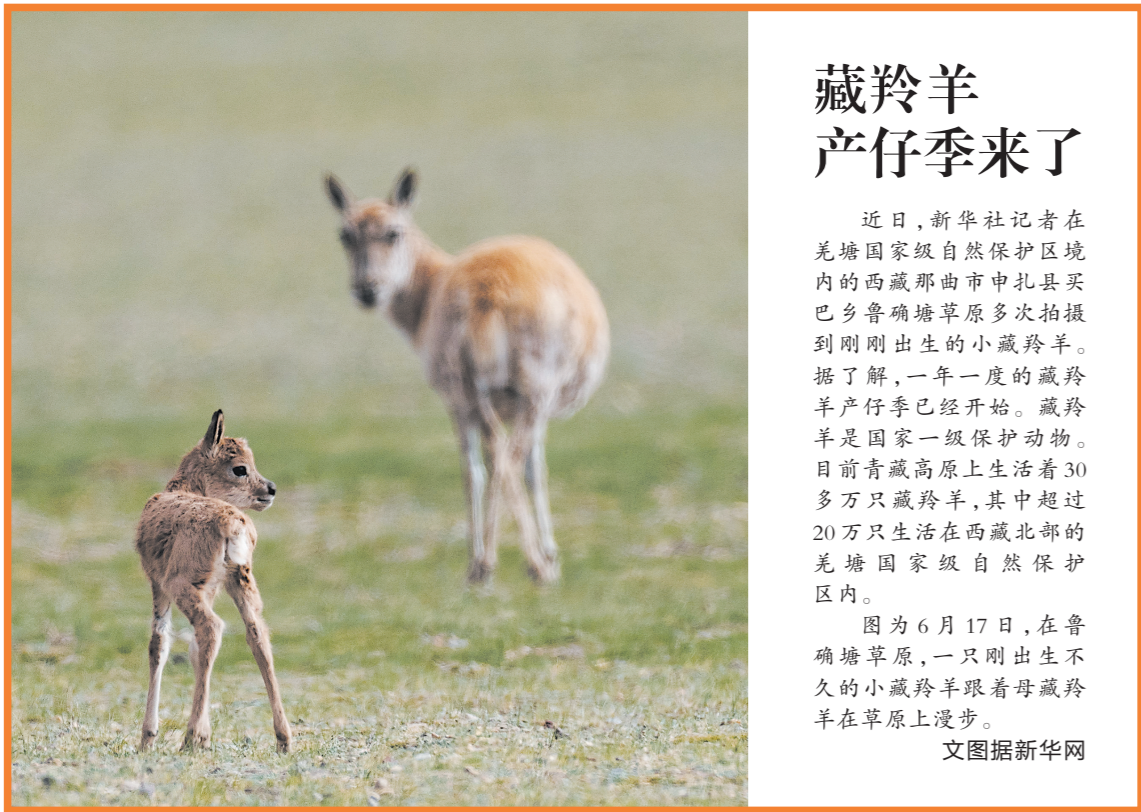 藏羚羊
产仔季来了
近日,新华社记者在
羌塘国家级自然保护区境
内的西藏那曲市申扎县买
巴乡鲁确塘草原多次拍摄
到刚刚出生的小藏羚羊。
据了解,一年一度的藏羚
羊产仔季已经开始。藏羚
羊是国家一级保护动物。
目前青藏高原上生活着30
多万只藏羚羊,其中超过
20万只生活在西藏北部的
羌塘国家级自然保护
区内。
图为6月17日,在鲁
确塘草原,一只刚出生不
久的小藏羚羊跟着母藏羚
羊在草原上漫步。
文图据新华网